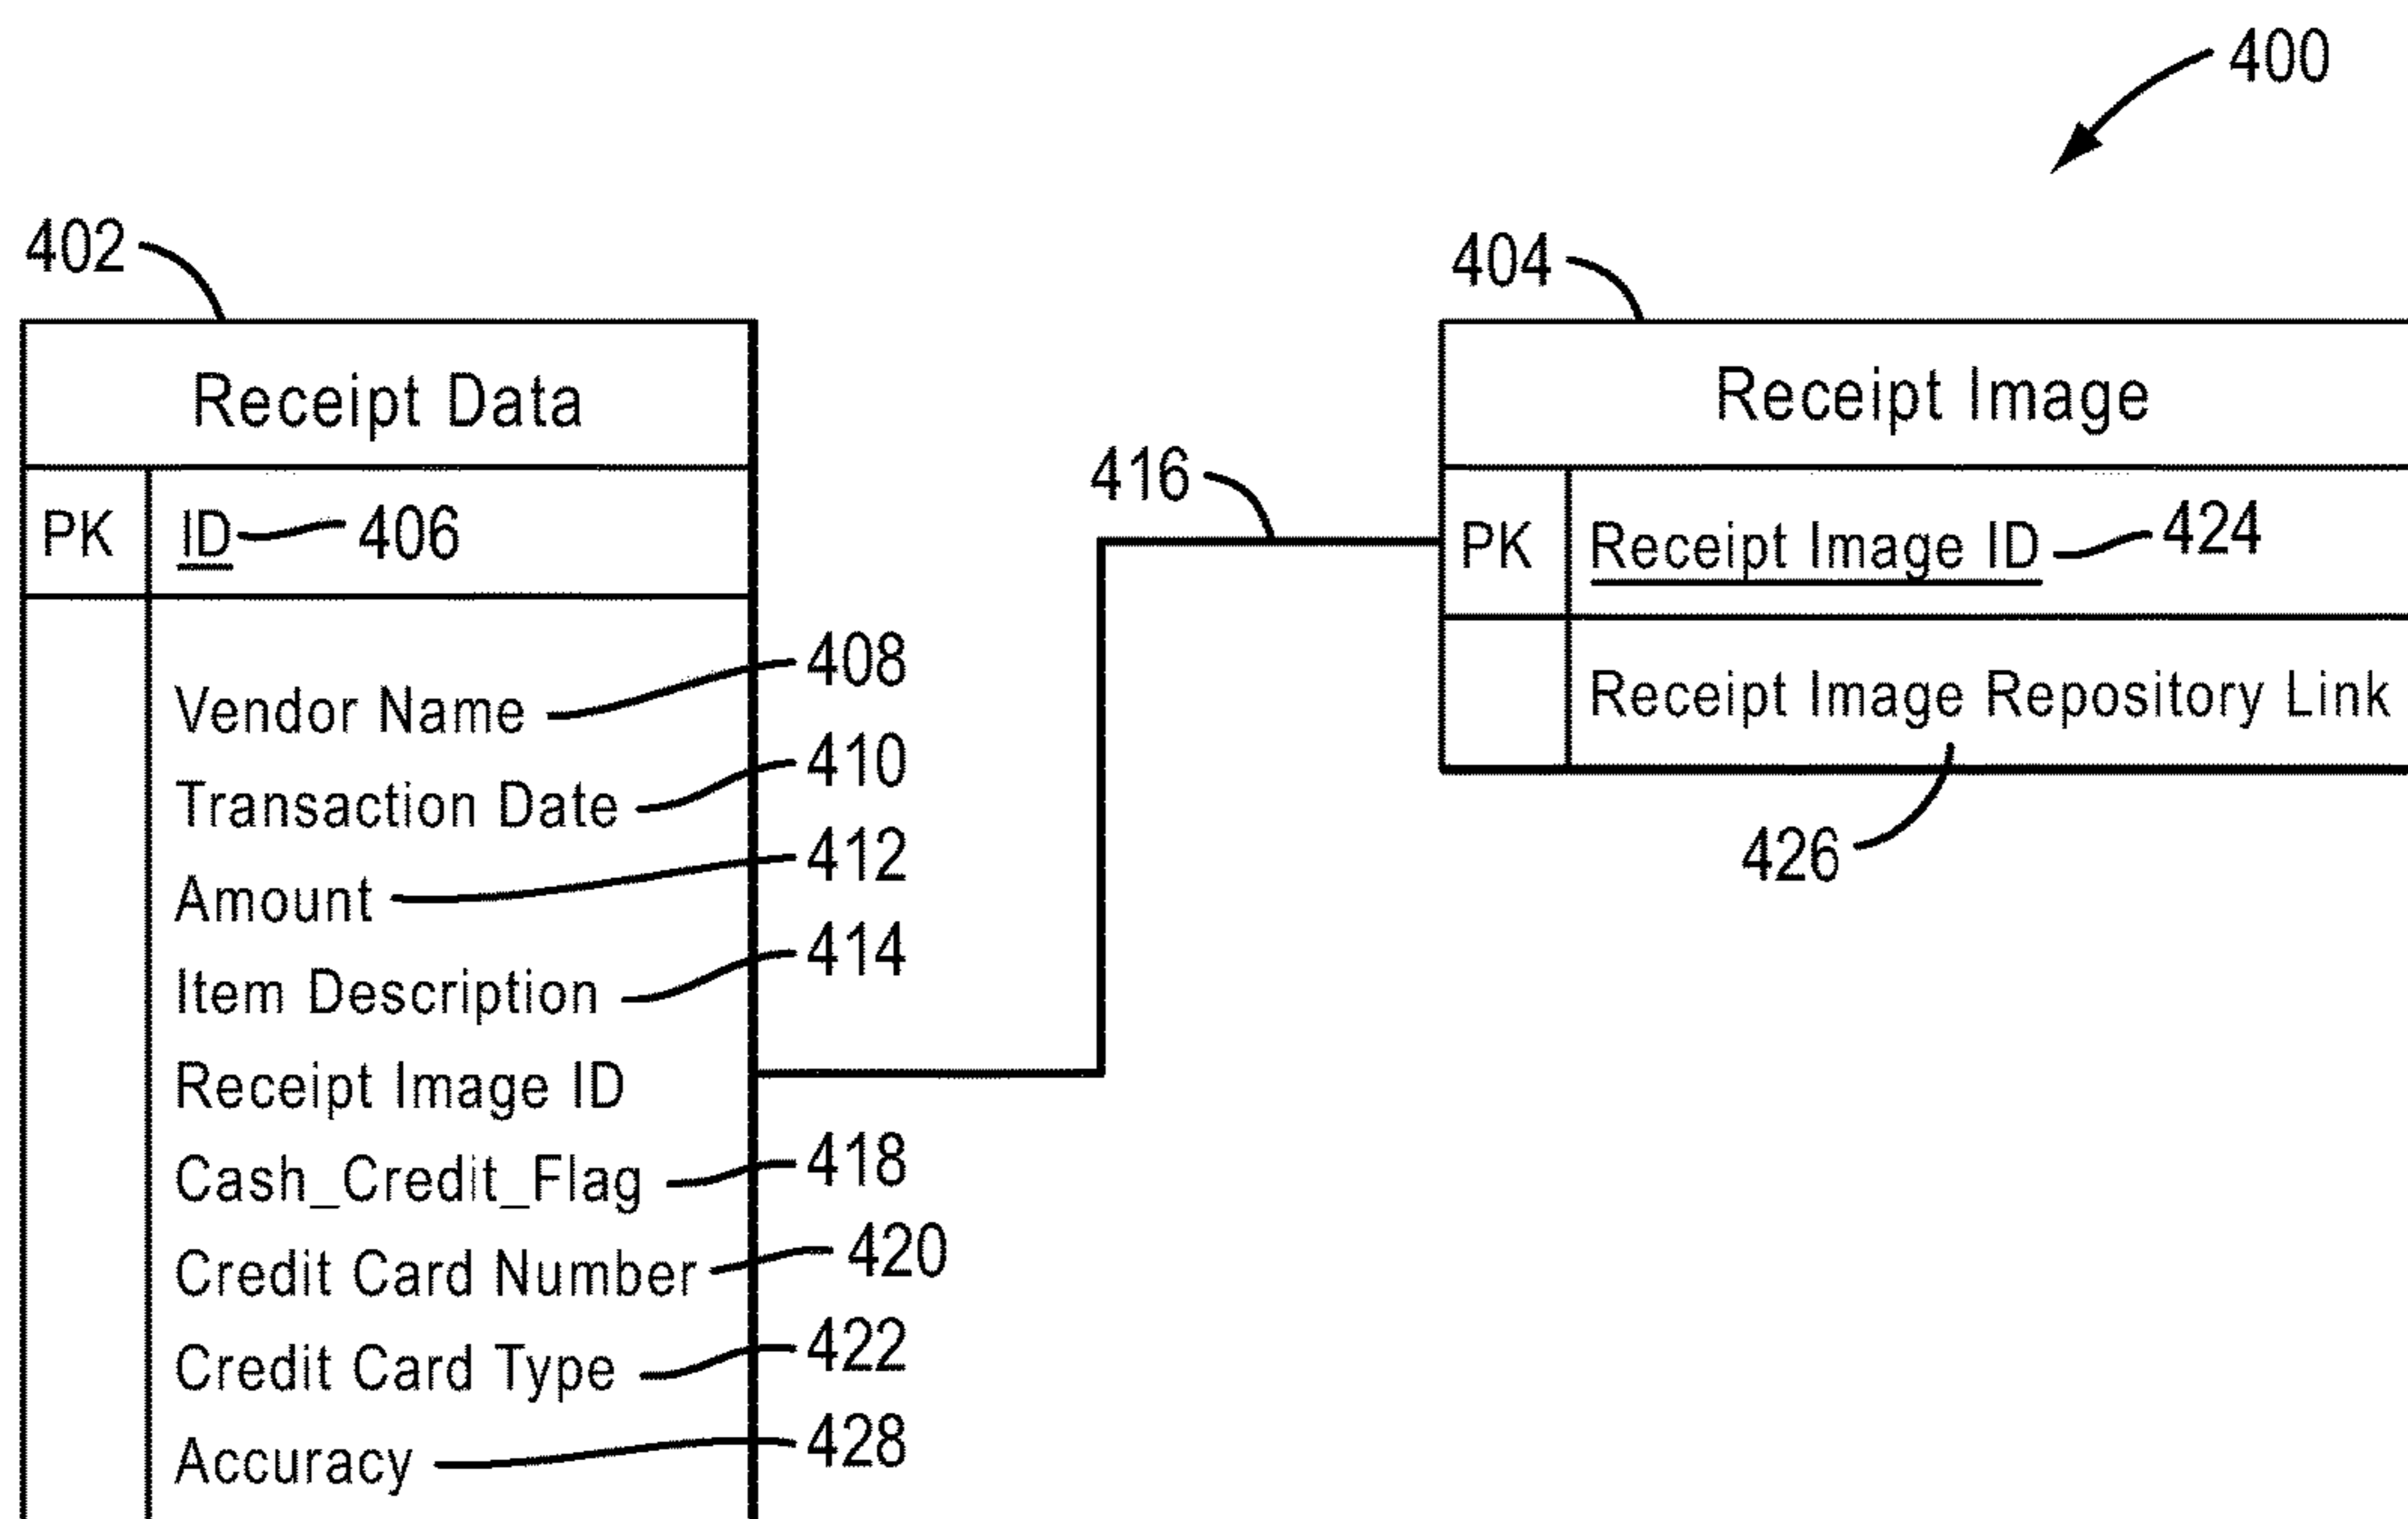 400
402
404
Receipt Data
Receipt Image
416
PK ID 406
PK Receipt Image ID 424
408
Vendor Name
Receipt Image Repository Link
410
Transaction Date
412
426
Amount
414
Item Description
Receipt Image ID
Cash_Credit_Flag 418
Credit Card Number 420
Credit Card Type 422
Accuracy 428